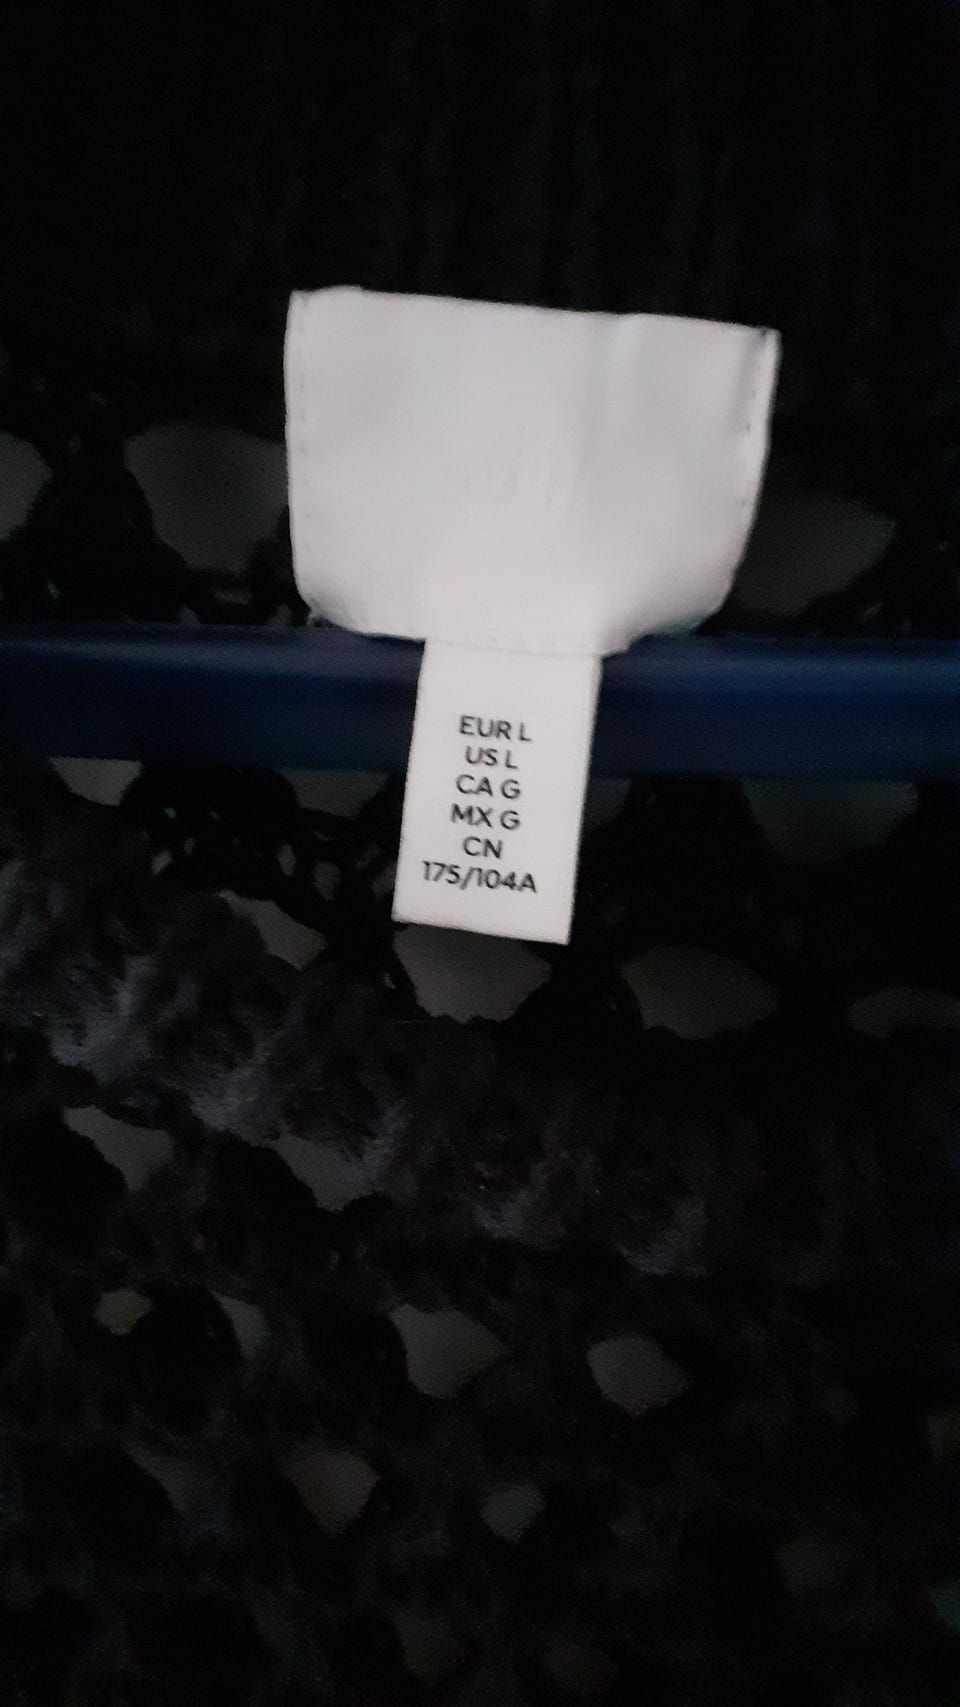 EUR L
US L
CA G
MX G
CN
175/104A